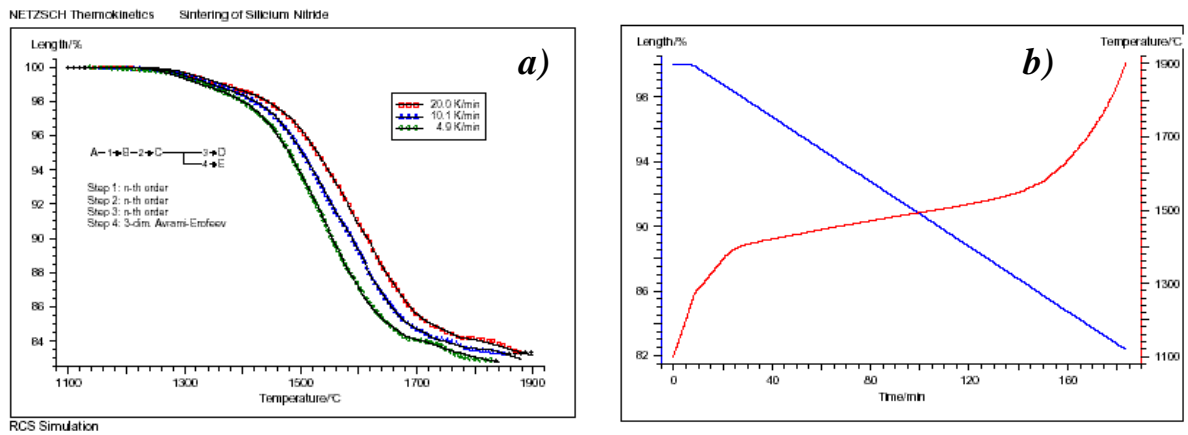 NETZSCH Thermokinetics Sintering of Silicium Nitride
Length/%
a)
100
98
96
94
92
90
88
86
84
20.0 K/min
10.1 K/min
4.9 K/min
A 1 B 2 C 3 D
4 E
Step 1: n-th order
Step 2: n-th order
Step 3: n-th order
Step 4: 3-dim. Avrami-Erofeev
1100 1300 1500 1700 1900
Temperature/°C
RCS Simulation
Length/%
Temperature/°C
b)
98
94
90
86
82
1900
1700
1500
1300
1100
0 40 80 120 160
Time/min